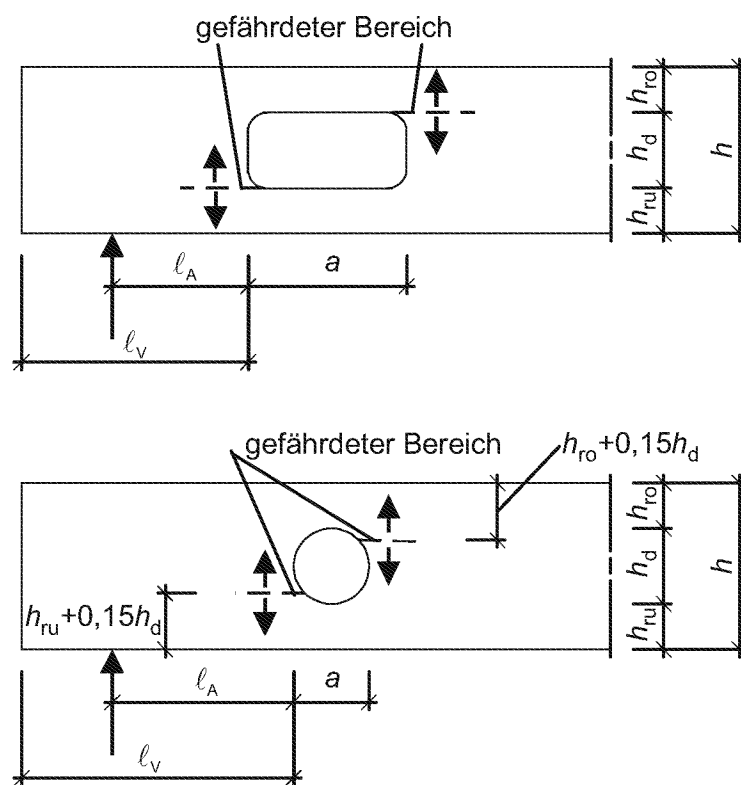 gefährdeter Bereich
h_ro
h_d
h
h_ru
ℓ_A
a
ℓ_V
gefährdeter Bereich
h_ro+0,15h_d
h_ro
h_d
h
h_ru
h_ru+0,15h_d
ℓ_A
a
ℓ_V